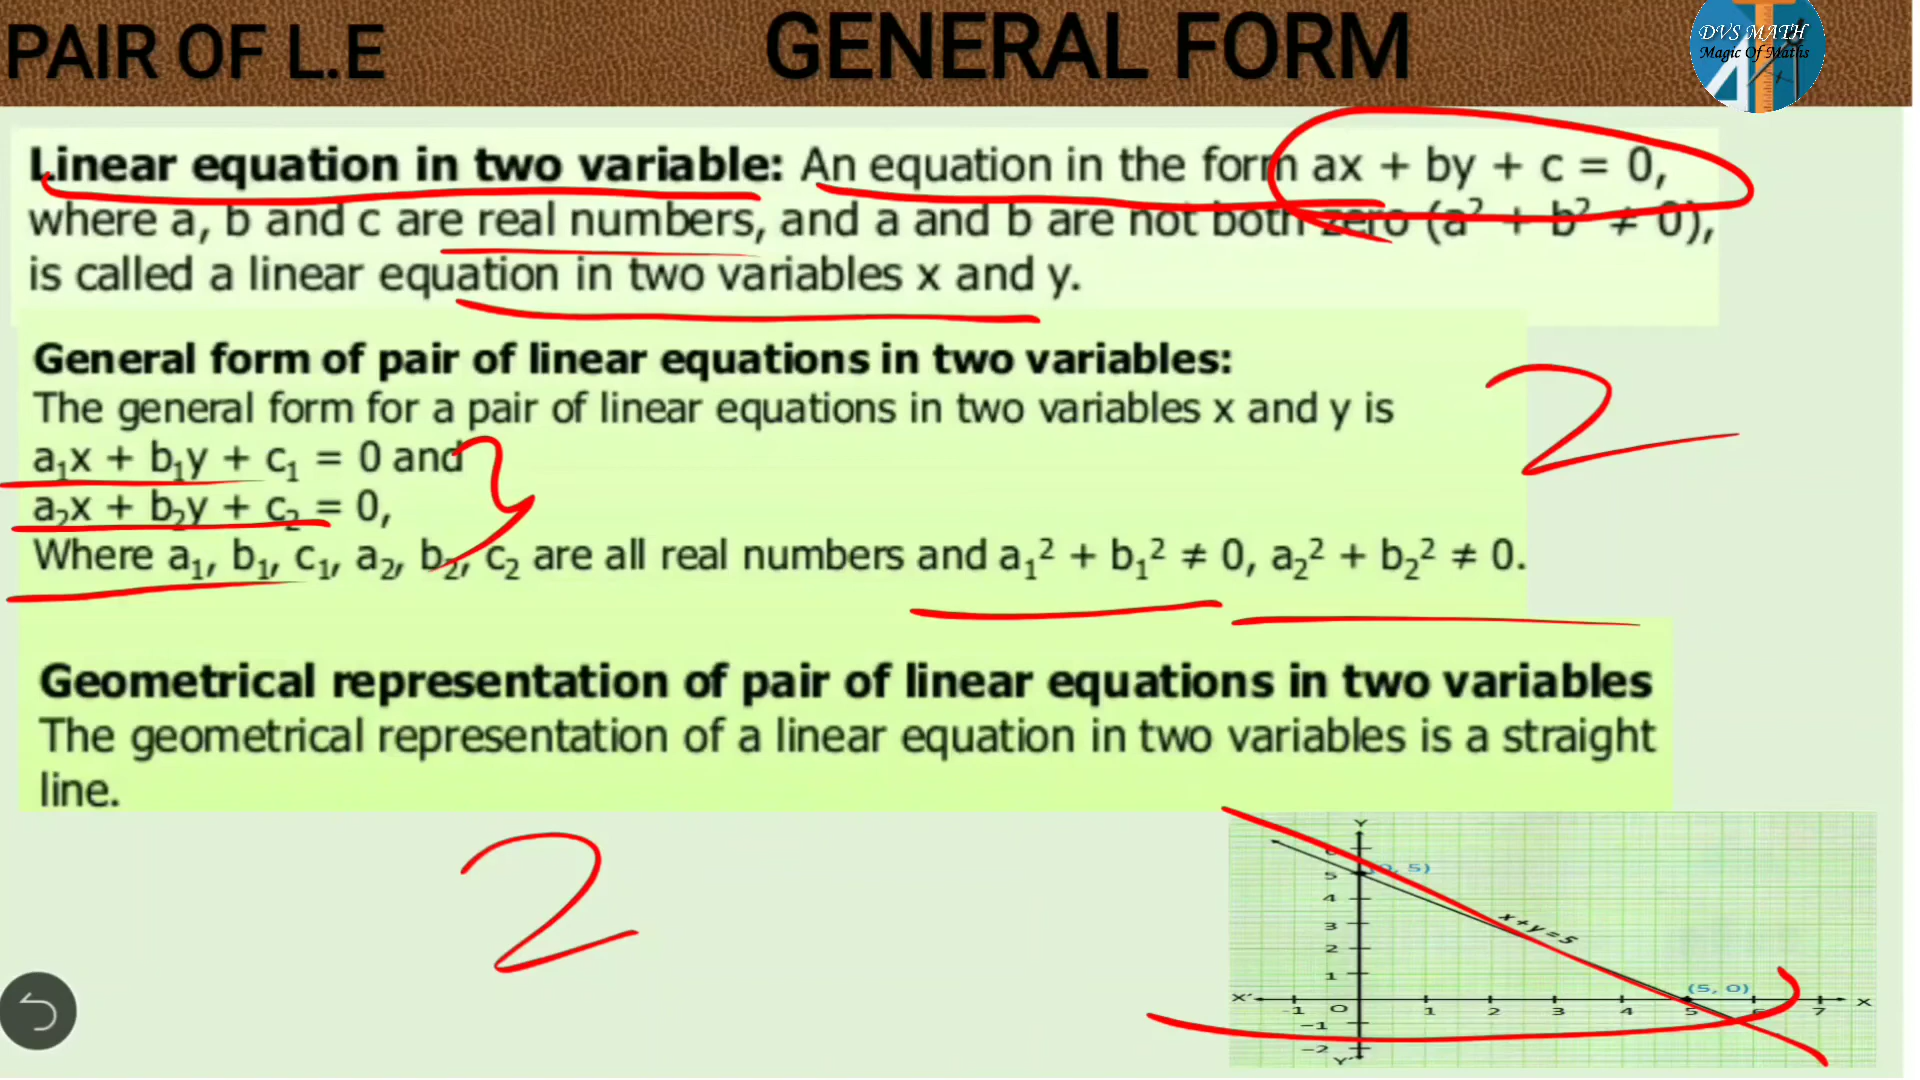 PAIR OF L.E
GENERAL FORM
DVS MATH
Magic Of Maths
Linear equation in two variable: An equation in the form ax + by + c = 0,
where a, b and c are real numbers, and a and b are not both zero (a² + b² ≠ 0),
is called a linear equation in two variables x and y.
General form of pair of linear equations in two variables:
The general form for a pair of linear equations in two variables x and y is
a₁x + b₁y + c₁ = 0 and
a₂x + b₂y + c₂ = 0,
Where a₁, b₁, c₁, a₂, b₂, c₂ are all real numbers and a₁² + b₁² ≠ 0, a₂² + b₂² ≠ 0.
2
Geometrical representation of pair of linear equations in two variables
The geometrical representation of a linear equation in two variables is a straight
line.
2
Y
5
4
3
2
1
x+y=5
(5, 0)
X'
-1
O
1
2
3
4
5
6
7
X
-1
-2
Y'